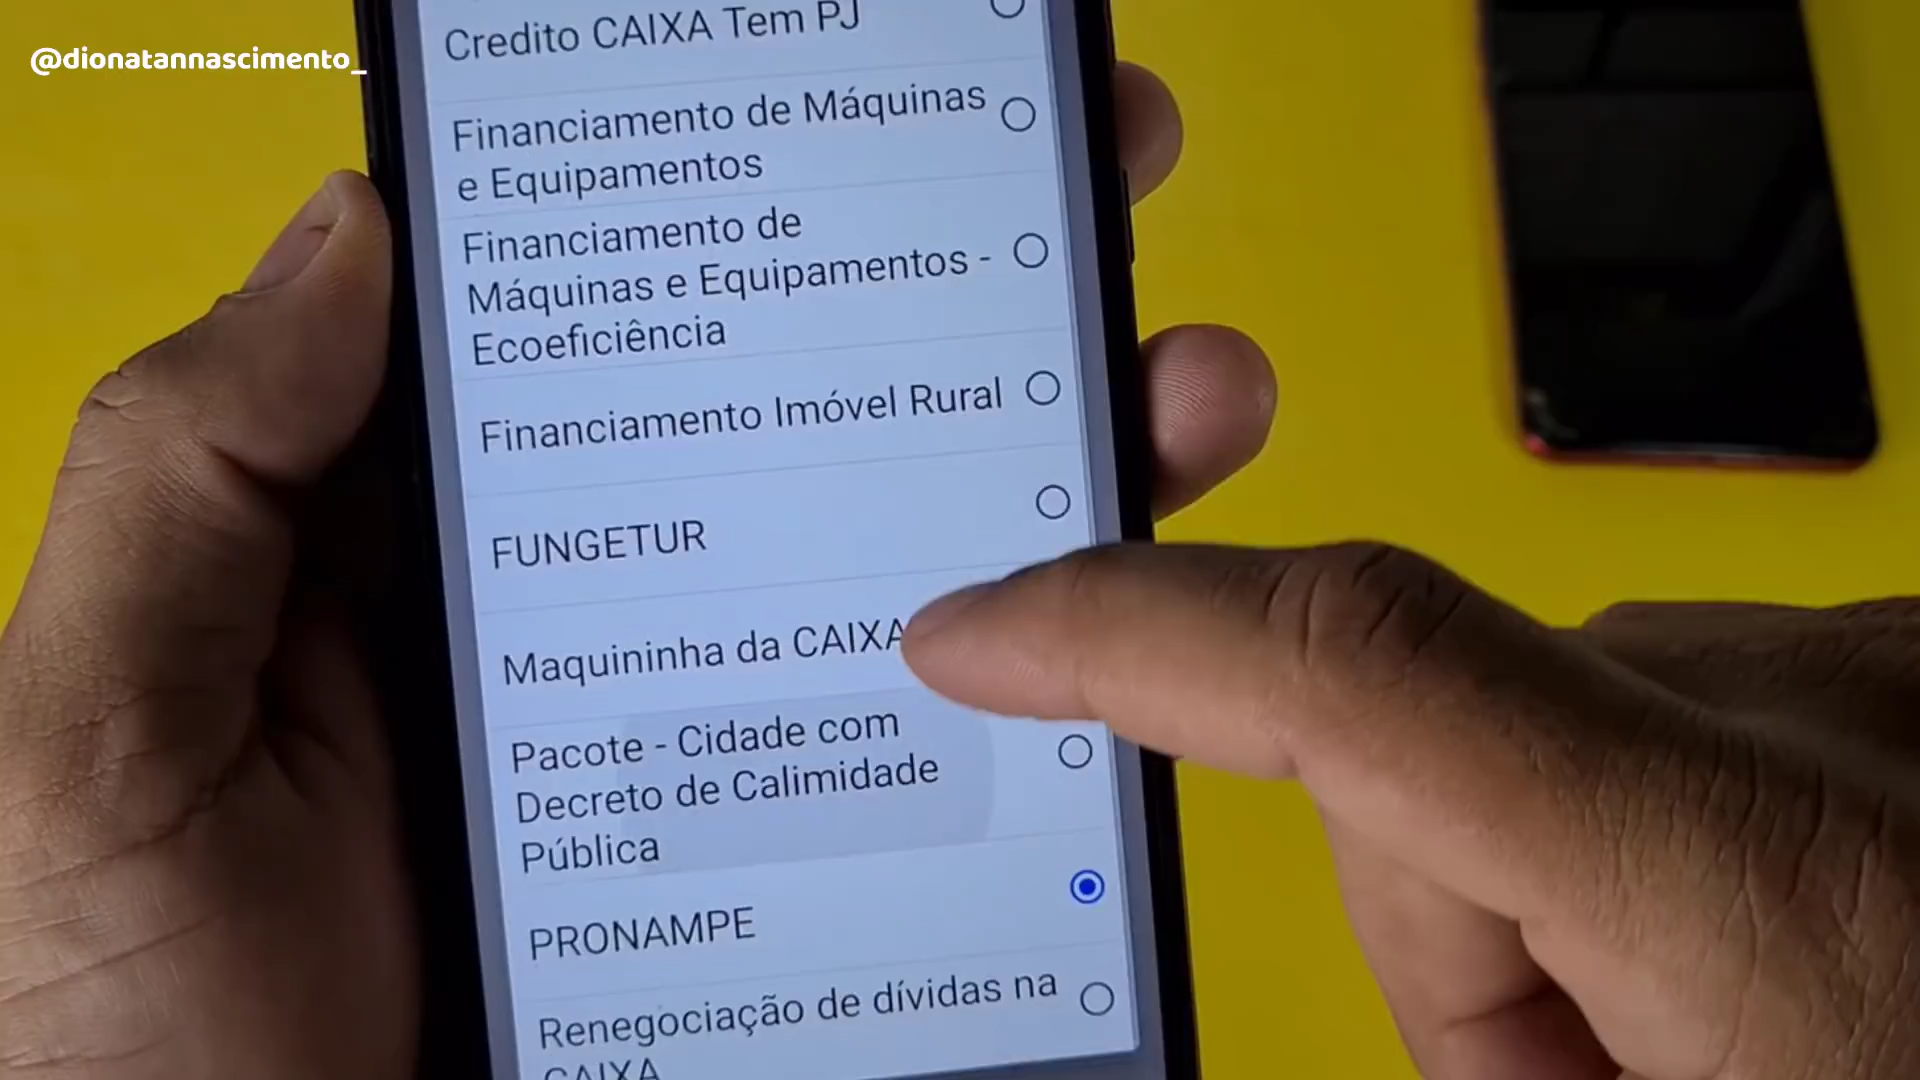 @dionatannascimento_
Credito CAIXA Tem PJ
Financiamento de Máquinas
e Equipamentos
Financiamento de
Máquinas e Equipamentos -
Ecoeficiência
Financiamento Imóvel Rural
FUNGETUR
Maquininha da CAIXA
Pacote - Cidade com
Decreto de Calimidade
Pública
PRONAMPE
Renegociação de dívidas na
CAIXA